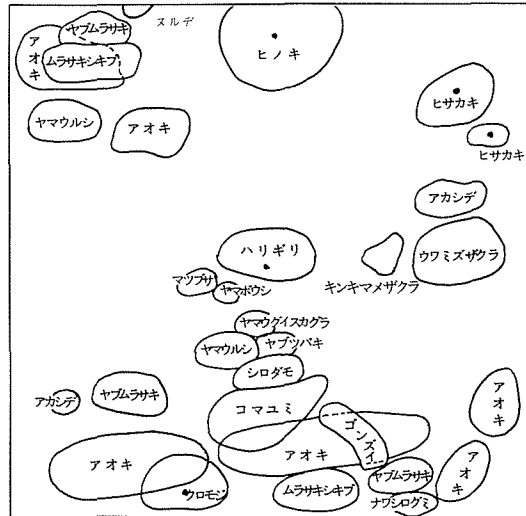 ヌルデ
ヤブムラサキ
アオキ
ムラサキシキブ
ヒノキ
ヒサカキ
ヤマウルシ
アオキ
ヒサカキ
アカシデ
ハリギリ
ウワミズザクラ
マツブサ
ヤマボウシ
キンキマメザクラ
ヤマウグイスカグラ
ヤマウルシ
ヤブツバキ
シロダモ
アカシデ
ヤブムラサキ
コマユミ
アオキ
ゴンズイ
アオキ
アオキ
アオキ
ヤブムラサキ
クロモジ
ムラサキシキブ
ナワシログミ